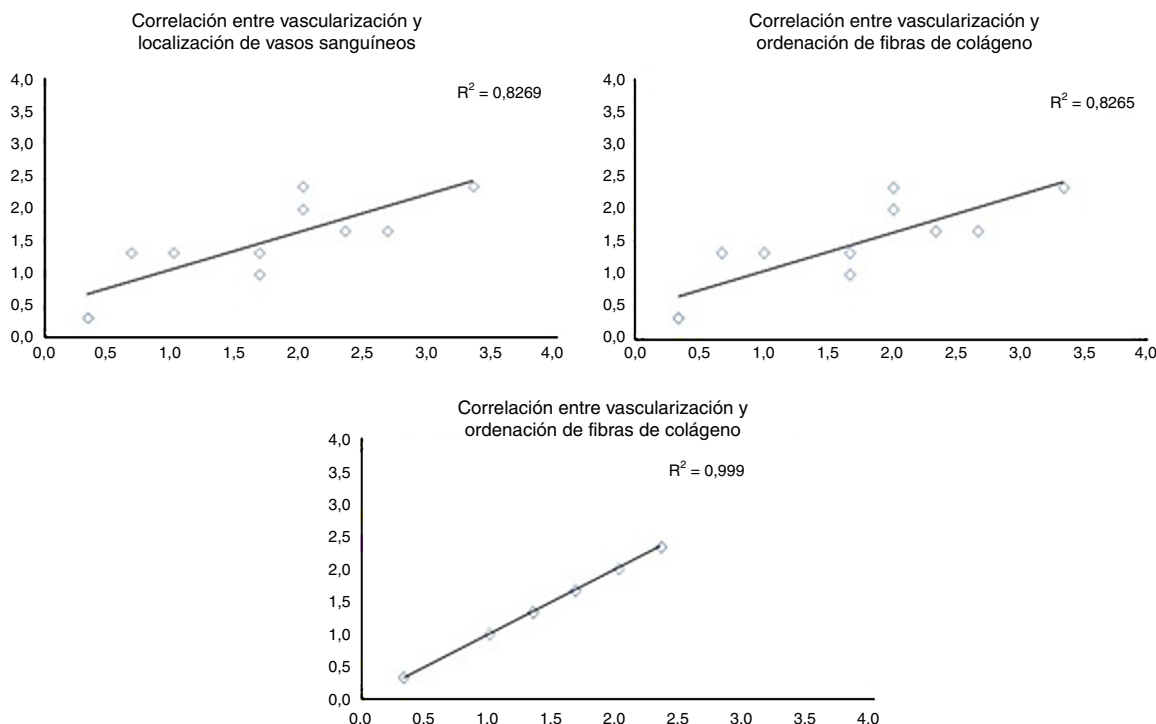 Correlación entre vascularización y
localización de vasos sanguíneos
R² = 0,8269
4,0
3,5
3,0
2,5
2,0
1,5
1,0
0,5
0,0
0,0 0,5 1,0 1,5 2,0 2,5 3,0 3,5 4,0
Correlación entre vascularización y
ordenación de fibras de colágeno
R² = 0,8265
4,0
3,5
3,0
2,5
2,0
1,5
1,0
0,5
0,0
0,0 0,5 1,0 1,5 2,0 2,5 3,0 3,5 4,0
Correlación entre vascularización y
ordenación de fibras de colágeno
R² = 0,999
4,0
3,5
3,0
2,5
2,0
1,5
1,0
0,5
0,0
0.0 0.5 1.0 1.5 2.0 2.5 3.0 3.5 4.0